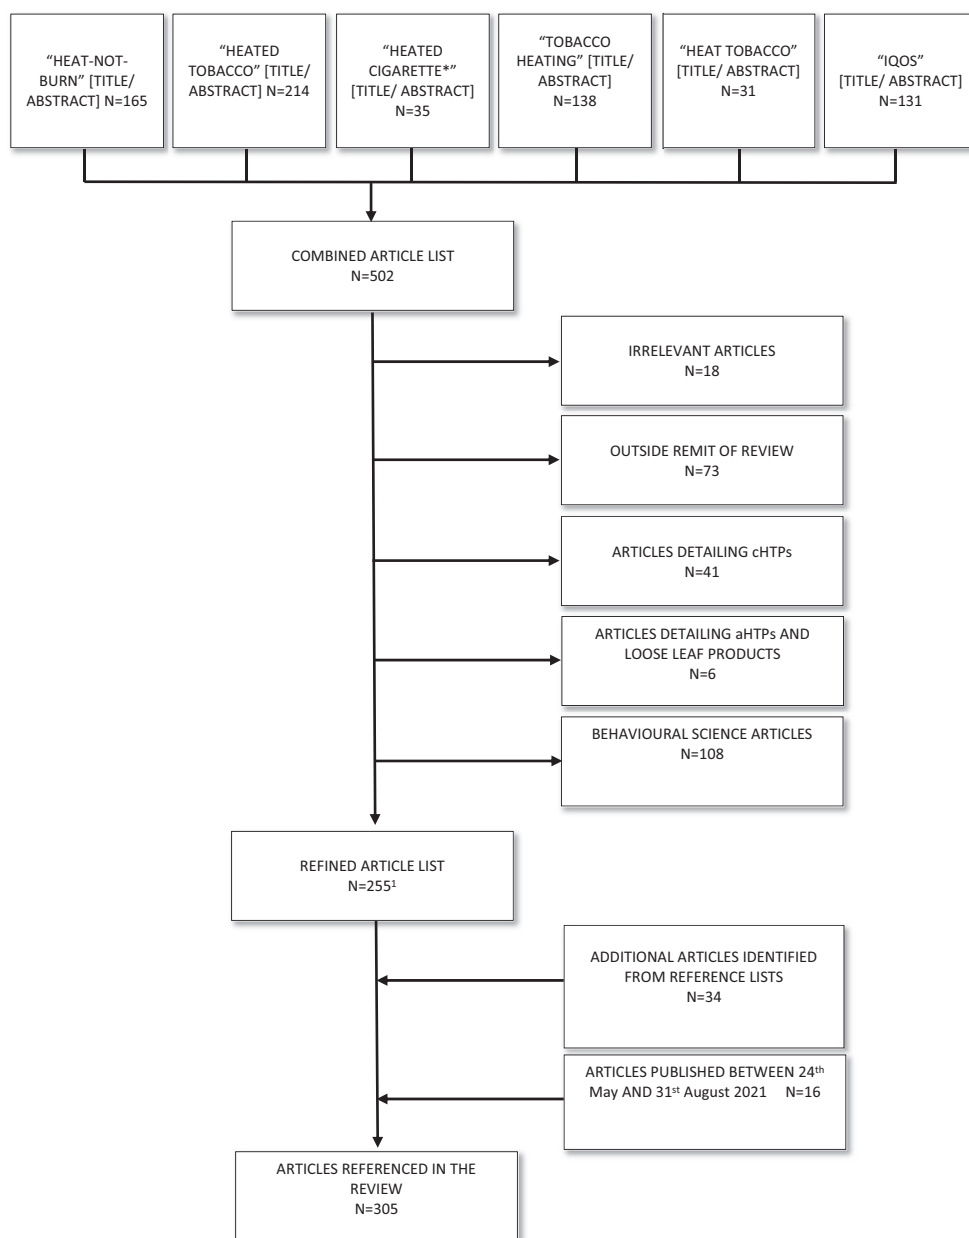 “HEAT-NOT-
BURN” [TITLE/
ABSTRACT] N=165
“HEATED
TOBACCO” [TITLE/
ABSTRACT] N=214
“HEATED
CIGARETTE*”
[TITLE/ ABSTRACT]
N=35
“TOBACCO
HEATING” [TITLE/
ABSTRACT]
N=138
“HEAT TOBACCO”
[TITLE/ ABSTRACT]
N=31
“IQOS”
[TITLE/ ABSTRACT]
N=131
COMBINED ARTICLE LIST
N=502
IRRELEVANT ARTICLES
N=18
OUTSIDE REMIT OF REVIEW
N=73
ARTICLES DETAILING cHTPs
N=41
ARTICLES DETAILING aHTPs AND
LOOSE LEAF PRODUCTS
N=6
BEHAVIOURAL SCIENCE ARTICLES
N=108
REFINED ARTICLE LIST
N=255¹
ADDITIONAL ARTICLES IDENTIFIED
FROM REFERENCE LISTS
N=34
ARTICLES PUBLISHED BETWEEN 24th
May AND 31st August 2021 N=16
ARTICLES REFERENCED IN THE
REVIEW
N=305